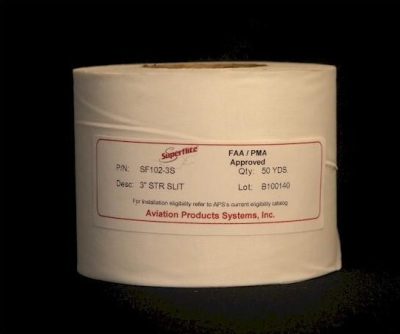 Superflite
FAA / PMA
Approved
P/N: SF102-3S Qty: 50 YDS.
Desc: 3" STR SLIT Lot: B100140
For Installation eligibility refer to APS's current eligibility catalog
Aviation Products Systems, Inc.